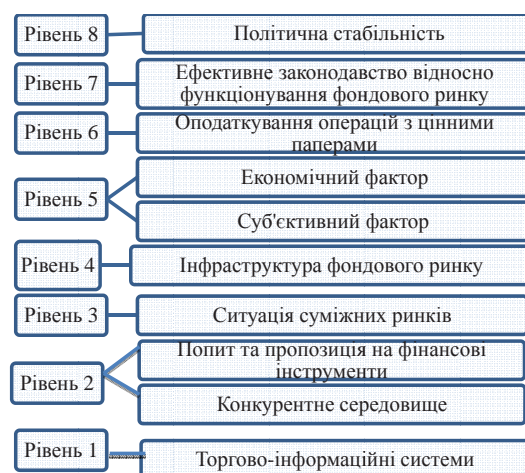 Рівень 8
Політична стабільність
Рівень 7
Ефективне законодавство відносно
функціонування фондового ринку
Рівень 6
Оподаткування операцій з цінними
паперами
Рівень 5
Економічний фактор
Суб'єктивний фактор
Рівень 4
Інфраструктура фондового ринку
Рівень 3
Ситуація суміжних ринків
Рівень 2
Попит та пропозиція на фінансові
інструменти
Конкурентне середовище
Рівень 1
Торгово-інформаційні системи